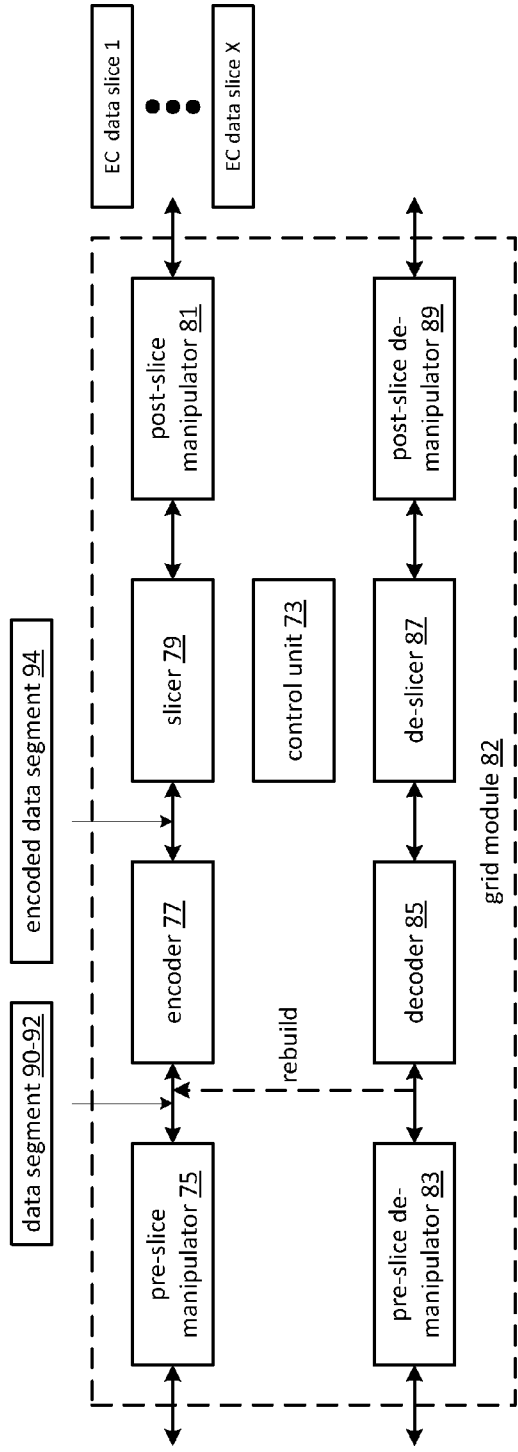 data segment 90-92
encoded data segment 94
EC data slice 1
EC data slice X
pre-slice
manipulator 75
encoder 77
slicer 79
post-slice
manipulator 81
rebuild
control unit 73
pre-slice de-
manipulator 83
decoder 85
de-slicer 87
post-slice de-
manipulator 89
grid module 82